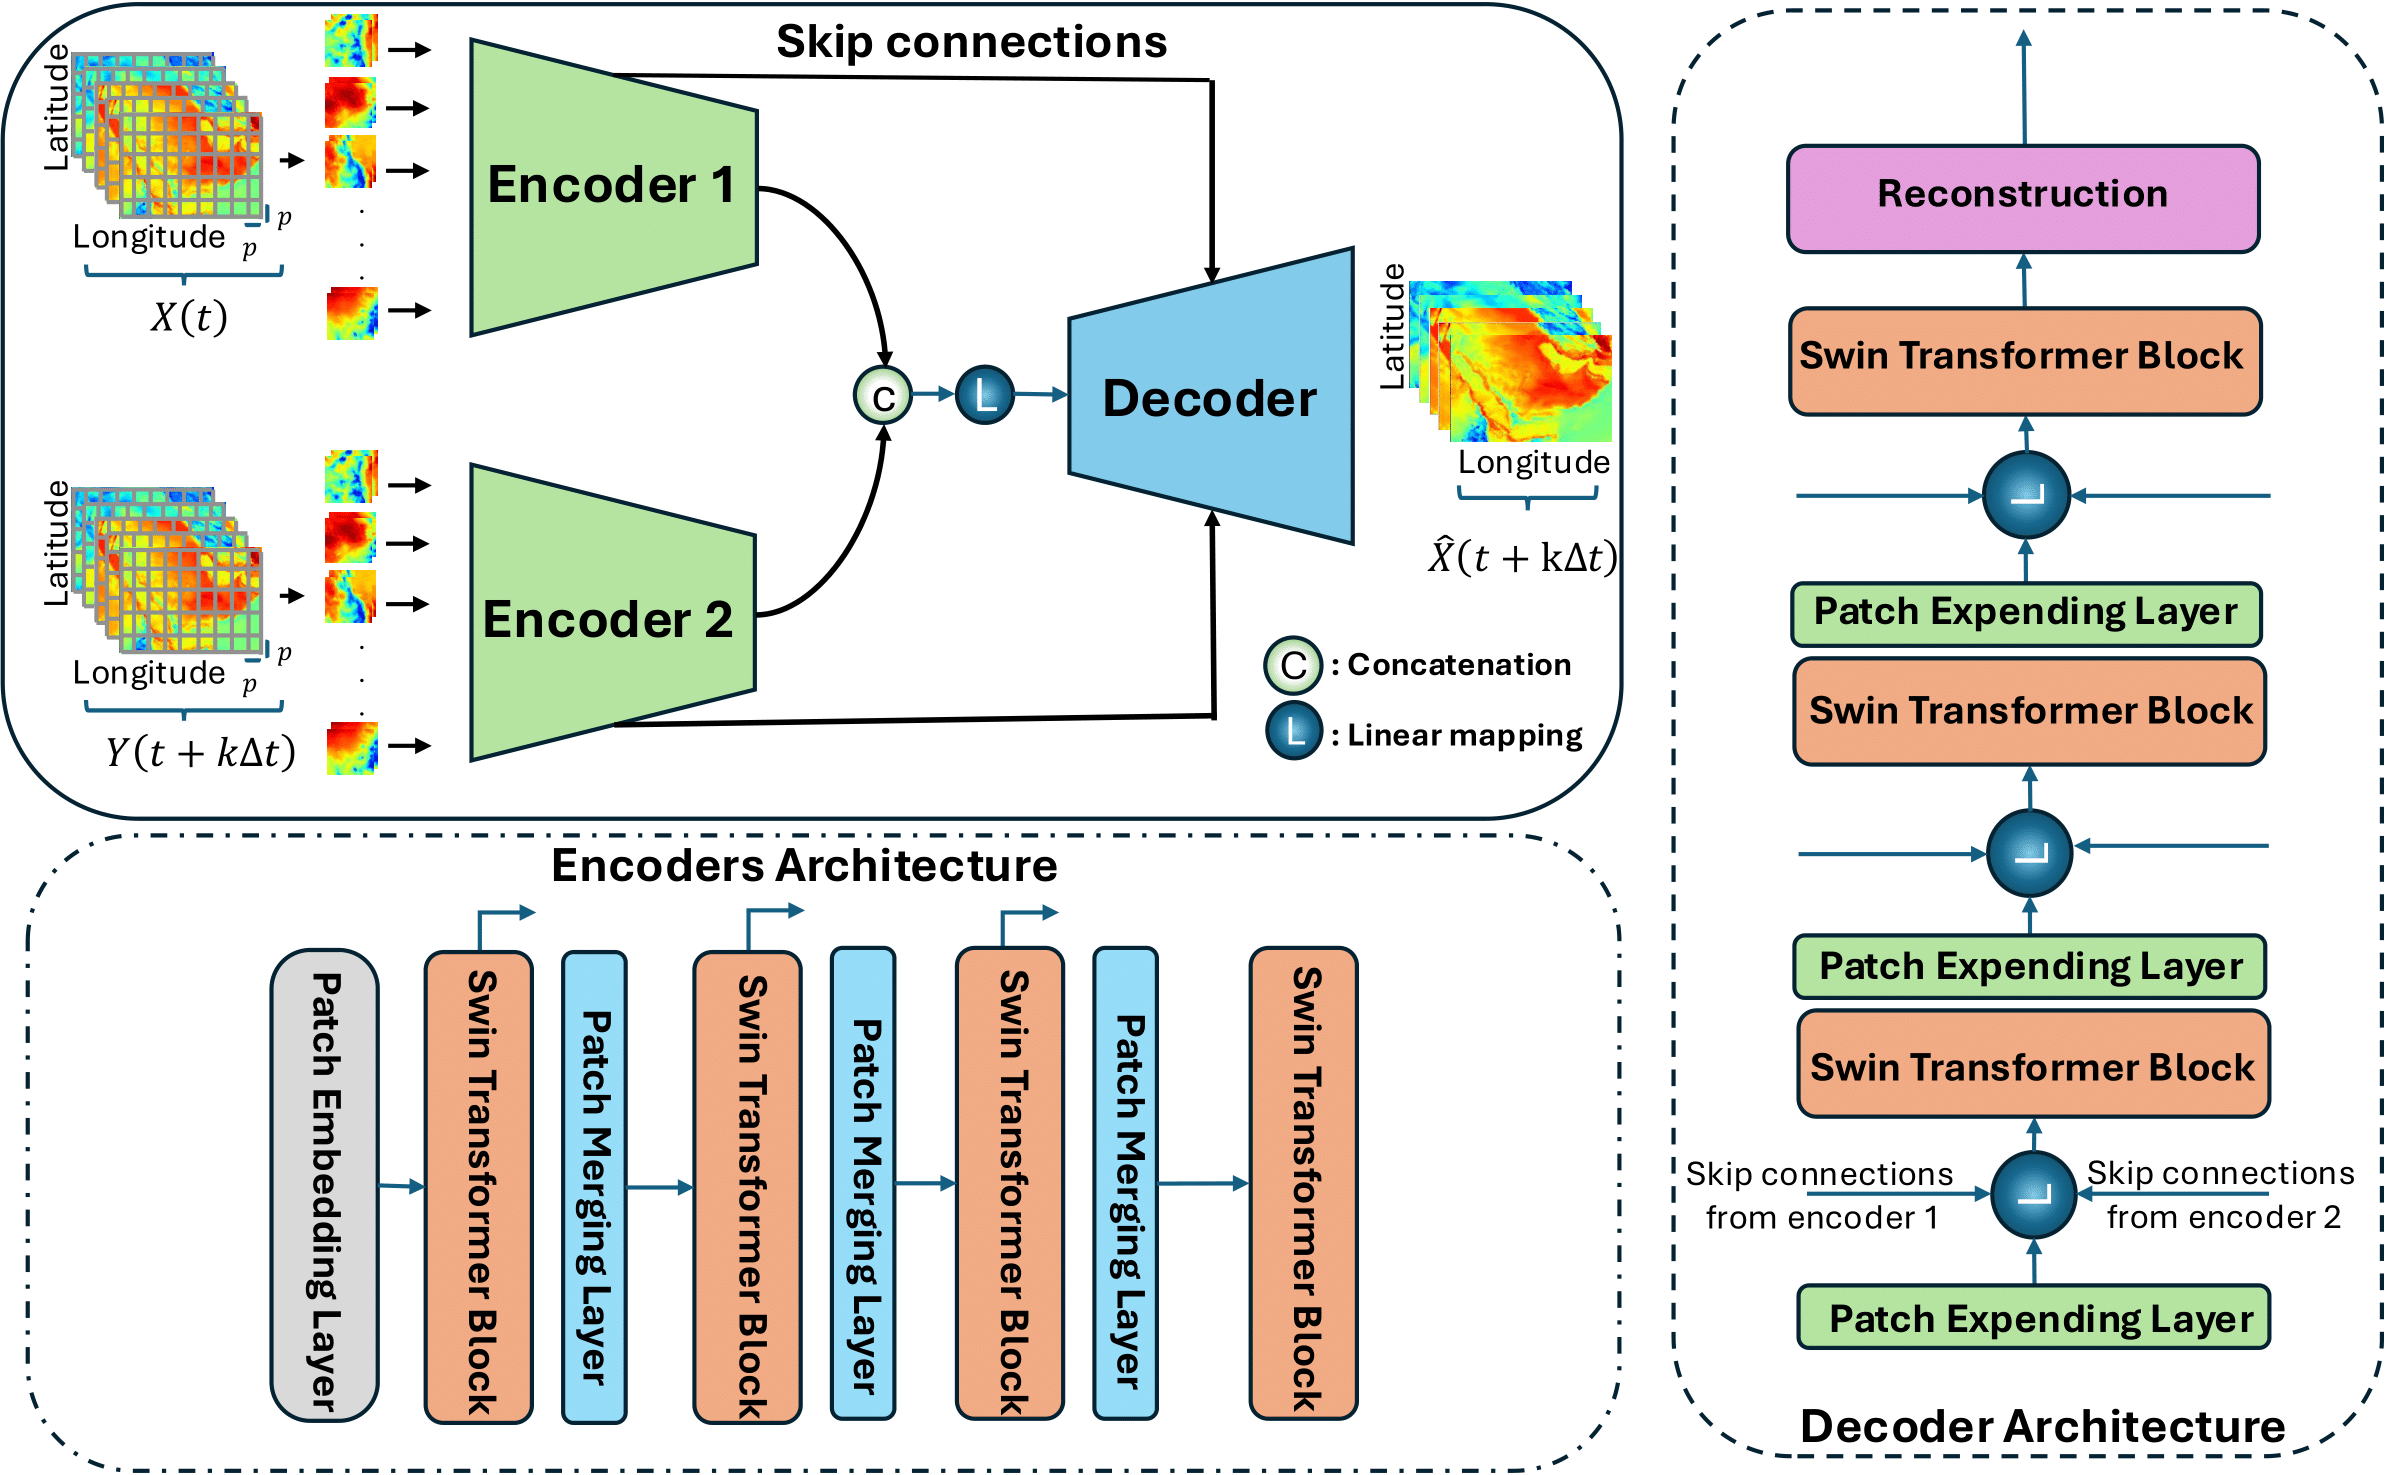 Skip connections
Latitude
Longitude
p
p
X(t)
Encoder 1
C
L
Decoder
Latitude
Longitude
X̂(t + kΔt)
Latitude
Longitude
p
p
Y(t + kΔt)
Encoder 2
C : Concatenation
L : Linear mapping
Encoders Architecture
Patch Embedding Layer
Swin Transformer Block
Patch Merging Layer
Swin Transformer Block
Patch Merging Layer
Swin Transformer Block
Patch Merging Layer
Swin Transformer Block
Reconstruction
Swin Transformer Block
L
Patch Expending Layer
Swin Transformer Block
L
Patch Expending Layer
Swin Transformer Block
Skip connections
from encoder 1
L
Skip connections
from encoder 2
Patch Expending Layer
Decoder Architecture